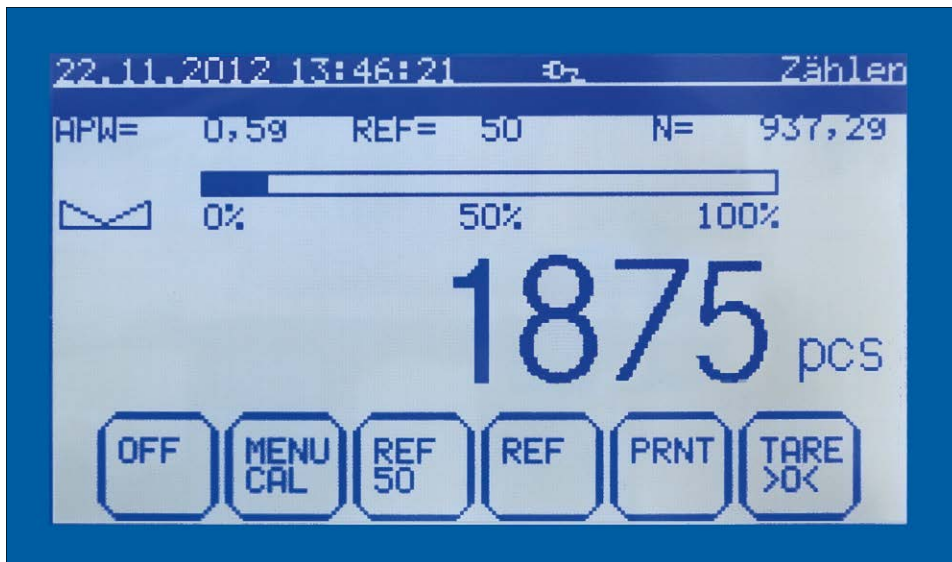 22.11.2012 13:46:21 Zählen
APW= 0,5g REF= 50 N= 937,2g
0% 50% 100%
1875 pcs
OFF MENU REF REF PRNT TARE
CAL 50 >0<